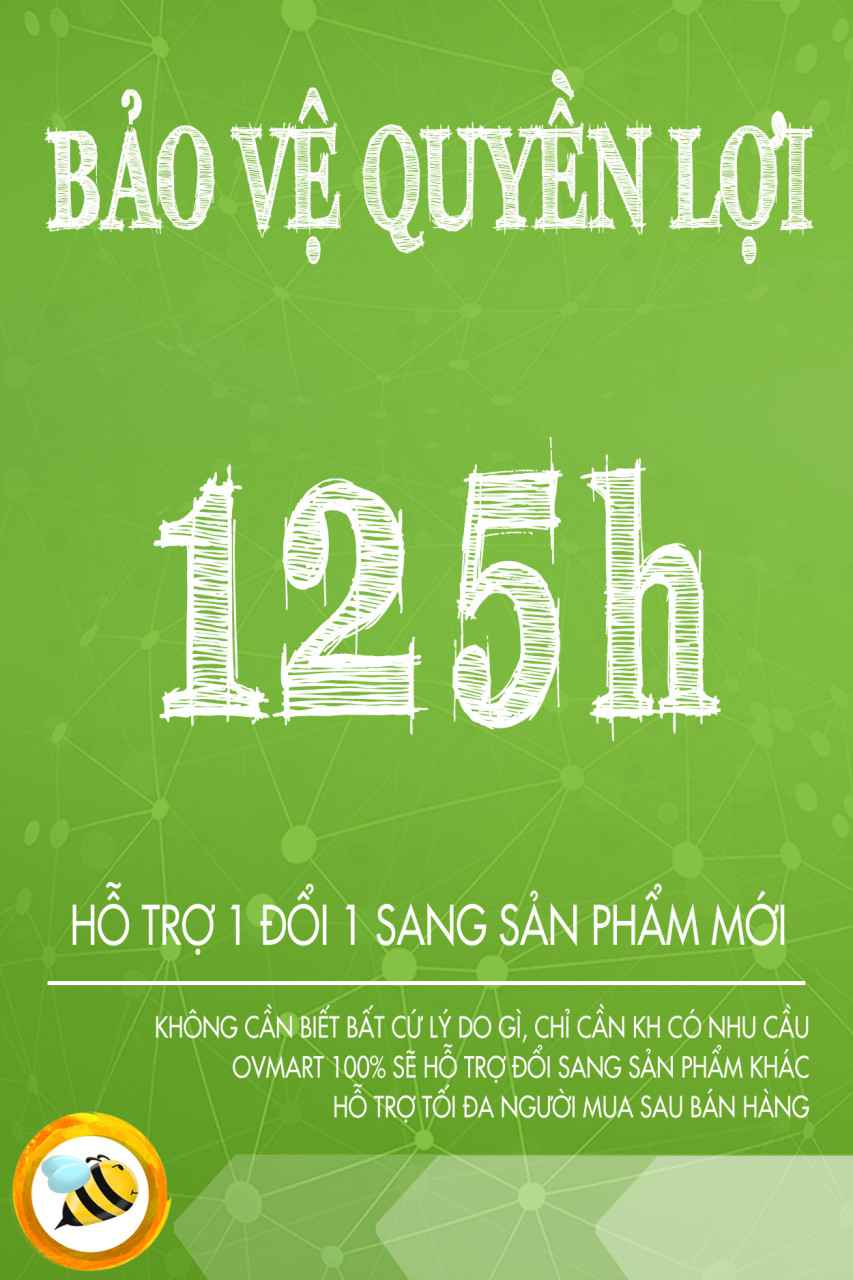 BẢO VỆ QUYỀN LỢI
125h
HỖ TRỢ 1 ĐỔI 1 SANG SẢN PHẨM MỚI
KHÔNG CẦN BIẾT BẤT CỨ LÝ DO GÌ, CHỈ CẦN KH CÓ NHU CẦU
OVMART 100% SẼ HỖ TRỢ ĐỔI SANG SẢN PHẨM KHÁC
HỖ TRỢ TỐI ĐA NGƯỜI MUA SAU BÁN HÀNG